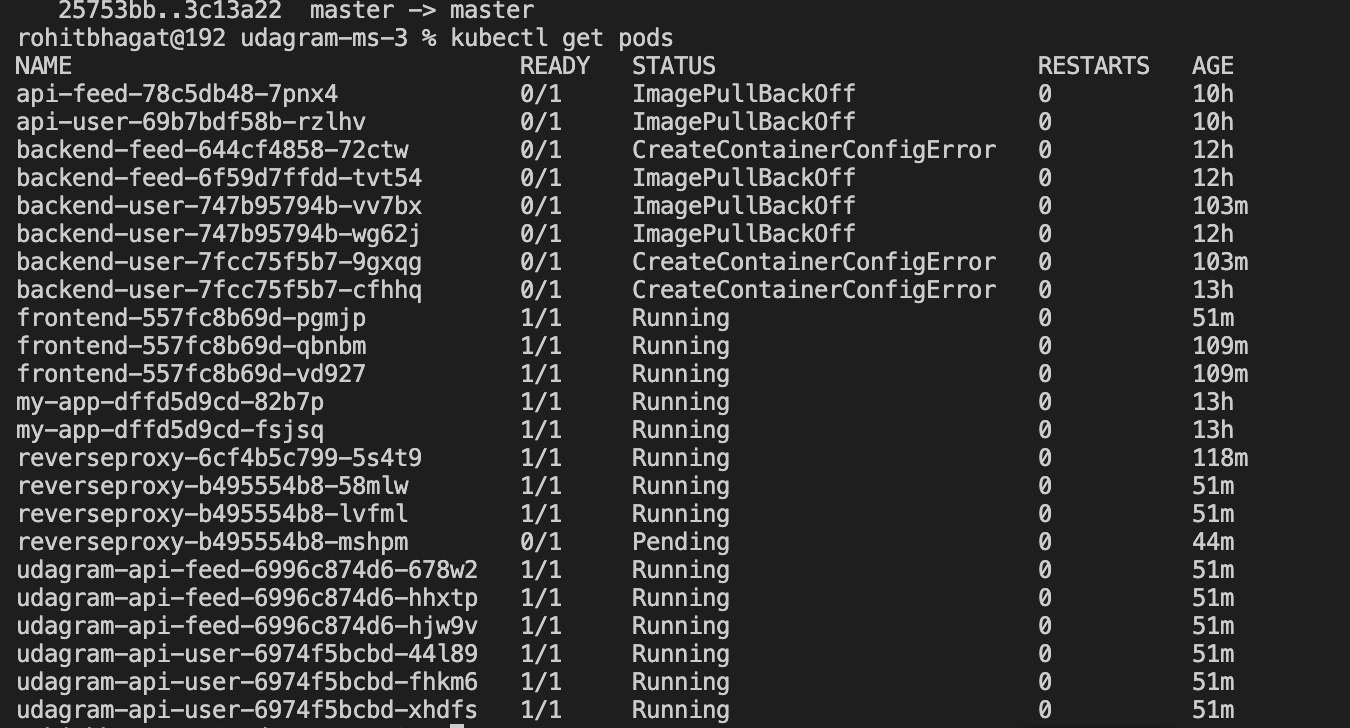 25753bb..3c13a22  master -> master
rohitbhagat@192 udagram-ms-3 % kubectl get pods
NAME READY STATUS RESTARTS AGE
api-feed-78c5db48-7pnx4 0/1 ImagePullBackOff 0 10h
api-user-69b7bdf58b-rzlhv 0/1 ImagePullBackOff 0 10h
backend-feed-644cf4858-72ctw 0/1 CreateContainerConfigError 0 12h
backend-feed-6f59d7ffdd-tvt54 0/1 ImagePullBackOff 0 12h
backend-user-747b95794b-vv7bx 0/1 ImagePullBackOff 0 103m
backend-user-747b95794b-wg62j 0/1 ImagePullBackOff 0 12h
backend-user-7fcc75f5b7-9gxqg 0/1 CreateContainerConfigError 0 103m
backend-user-7fcc75f5b7-cfhhq 0/1 CreateContainerConfigError 0 13h
frontend-557fc8b69d-pgmjp 1/1 Running 0 51m
frontend-557fc8b69d-qbnbm 1/1 Running 0 109m
frontend-557fc8b69d-vd927 1/1 Running 0 109m
my-app-dffd5d9cd-82b7p 1/1 Running 0 13h
my-app-dffd5d9cd-fsjsq 1/1 Running 0 13h
reverseproxy-6cf4b5c799-5s4t9 1/1 Running 0 118m
reverseproxy-b495554b8-58mlw 1/1 Running 0 51m
reverseproxy-b495554b8-lvfml 1/1 Running 0 51m
reverseproxy-b495554b8-mshpm 0/1 Pending 0 44m
udagram-api-feed-6996c874d6-678w2 1/1 Running 0 51m
udagram-api-feed-6996c874d6-hhxtp 1/1 Running 0 51m
udagram-api-feed-6996c874d6-hjw9v 1/1 Running 0 51m
udagram-api-user-6974f5bcbd-44l89 1/1 Running 0 51m
udagram-api-user-6974f5bcbd-fhkm6 1/1 Running 0 51m
udagram-api-user-6974f5bcbd-xhdfs 1/1 Running 0 51m